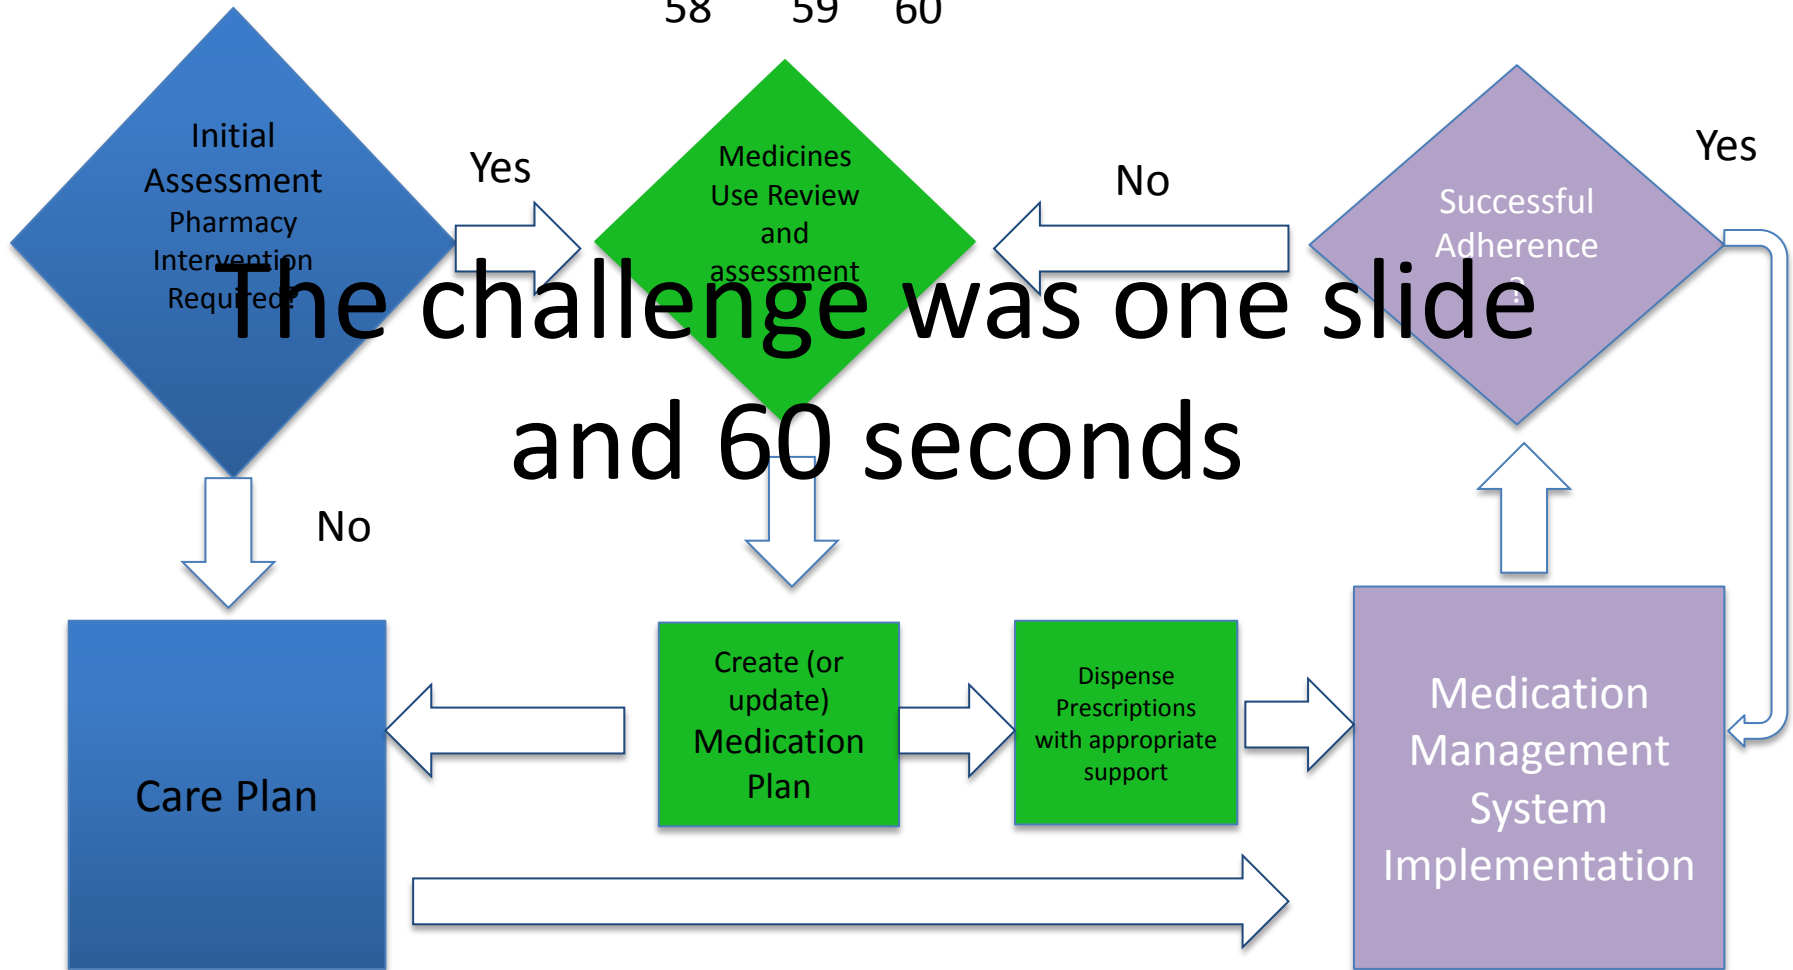 58 59 60
Initial
Assessment
Pharmacy
Intervention
Required?
Yes
Medicines
Use Review
and
assessment
No
Successful
Adherence
?
Yes
The challenge was one slide
and 60 seconds
No
Care Plan
Create (or
update)
Medication
Plan
Dispense
Prescriptions
with appropriate
support
Medication
Management
System
Implementation